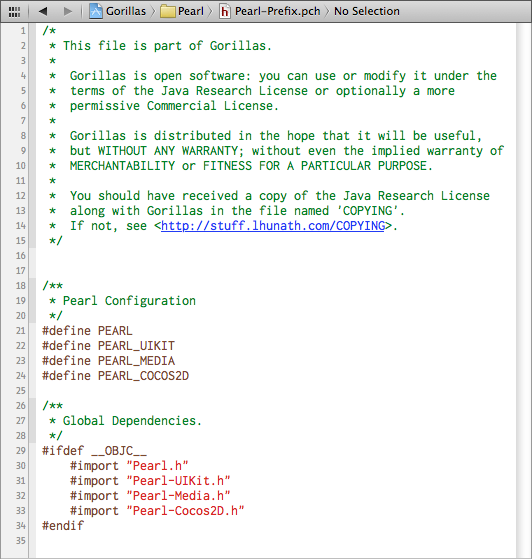 Gorillas Pearl Pearl-Prefix.pch No Selection
1 /*
2  * This file is part of Gorillas.
3  *
4  *  Gorillas is open software: you can use or modify it under the
5  *  terms of the Java Research License or optionally a more
6  *  permissive Commercial License.
7  *
8  *  Gorillas is distributed in the hope that it will be useful,
9  *  but WITHOUT ANY WARRANTY; without even the implied warranty of
10  *  MERCHANTABILITY or FITNESS FOR A PARTICULAR PURPOSE.
11  *
12  *  You should have received a copy of the Java Research License
13  *  along with Gorillas in the file named 'COPYING'.
14  *  If not, see <http://stuff.lhunath.com/COPYING>.
15  */
16
17
18 /**
19  * Pearl Configuration
20  */
21 #define PEARL
22 #define PEARL_UIKIT
23 #define PEARL_MEDIA
24 #define PEARL_COCOS2D
25
26 /**
27  * Global Dependencies.
28  */
29 #ifdef __OBJC__
30     #import "Pearl.h"
31     #import "Pearl-UIKit.h"
32     #import "Pearl-Media.h"
33     #import "Pearl-Cocos2D.h"
34 #endif
35